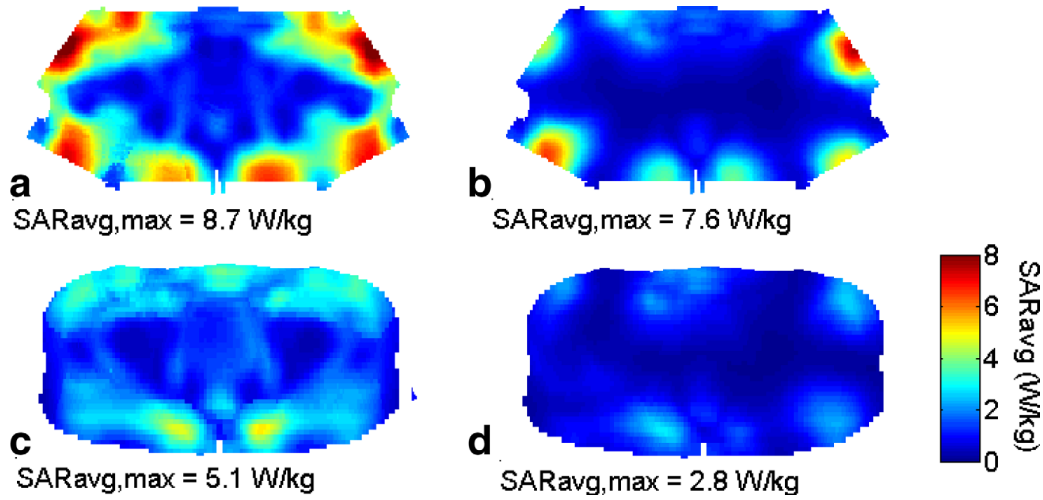 a
b
SARavg,max = 8.7 W/kg
SARavg,max = 7.6 W/kg
c
d
SARavg,max = 5.1 W/kg
SARavg,max = 2.8 W/kg
8
6
4
2
0
SARavg (W/kg)